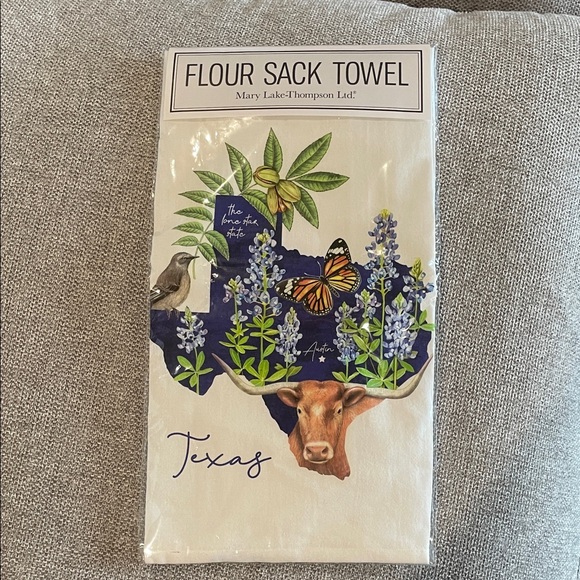 FLOUR SACK TOWEL
Mary Lake-Thompson Ltd.®
the
lone star
state
Austin
Texas